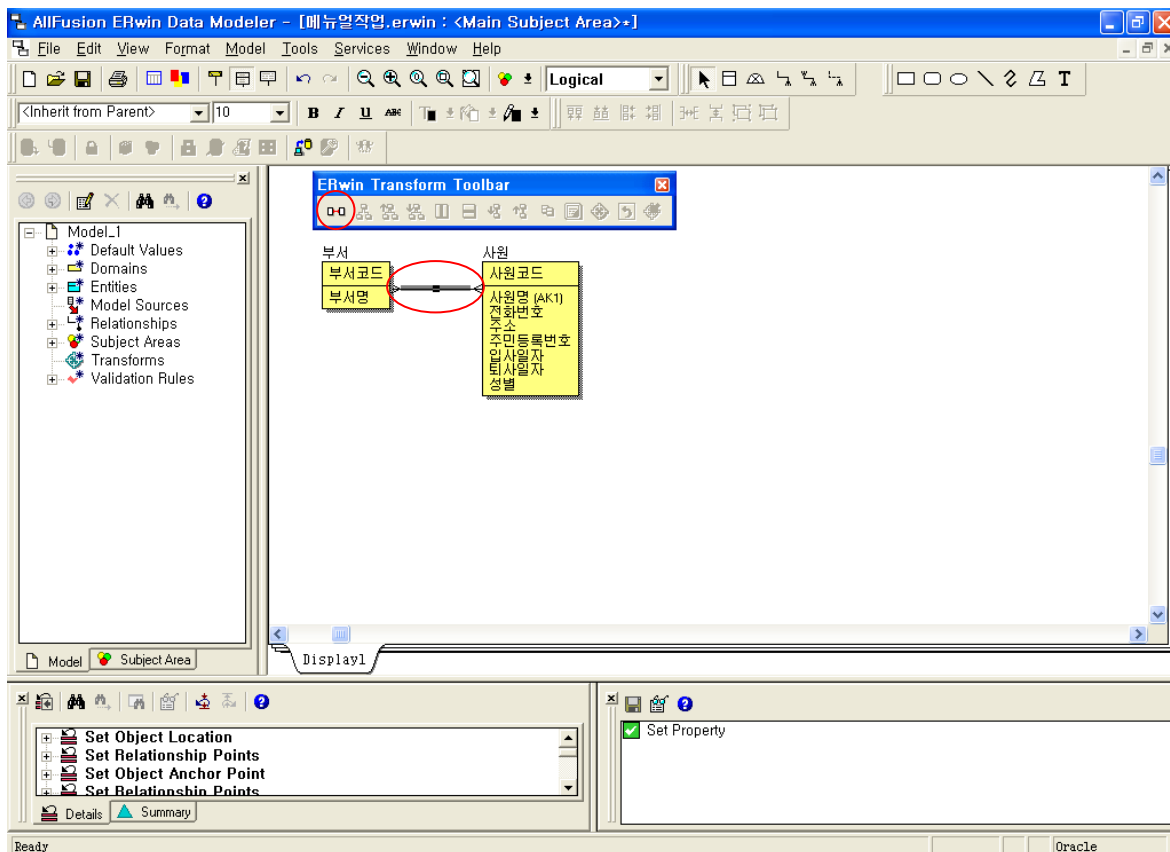 AllFusion ERwin Data Modeler - [메뉴얼작업.erwin : <Main Subject Area>*]
File Edit View Format Model Tools Services Window Help
Logical
T
<Inherit from Parent> 10 B I U ABC
ERwin Transform Toolbar
Model_1
Default Values
Domains
Entities
Model Sources
Relationships
Subject Areas
Transforms
Validation Rules
부서
부서코드
부서명
사원
사원코드
사원명 (AK1)
전화번호
주소
주민등록번호
입사일자
퇴사일자
성별
Model Subject Area
Display1
Set Object Location
Set Relationship Points
Set Object Anchor Point
Set Relationship Points
Details Summary
Set Property
Ready Oracle